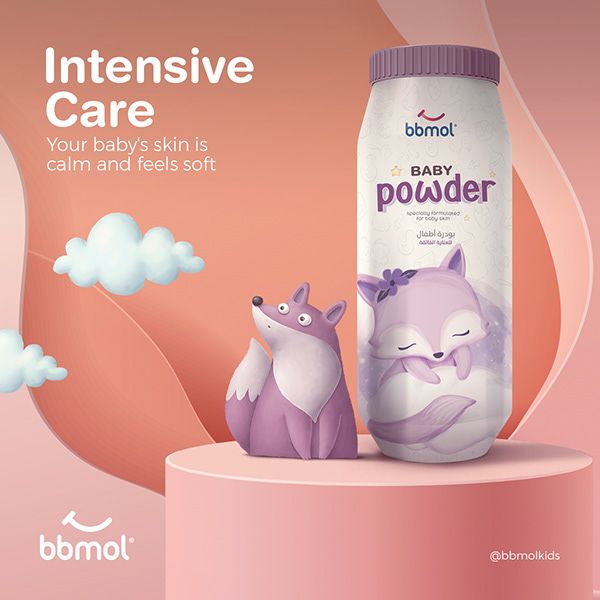 Intensive
Care
Your baby's skin is
calm and feels soft
bbmol®
BABY
powder
specially formulated
for baby skin
بودرة أطفال
للعناية الفائقة
bbmol®
@bbmolkids